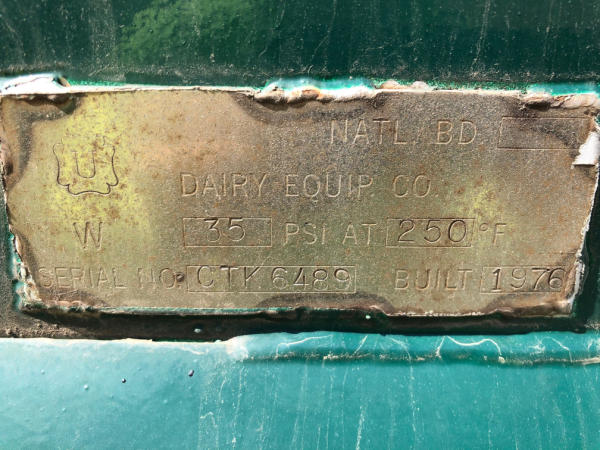 NATL. BD.
U
DAIRY EQUIP. CO.
W 35 PSI AT 250 °F
SERIAL NO. CTK 6489 BUILT 1976